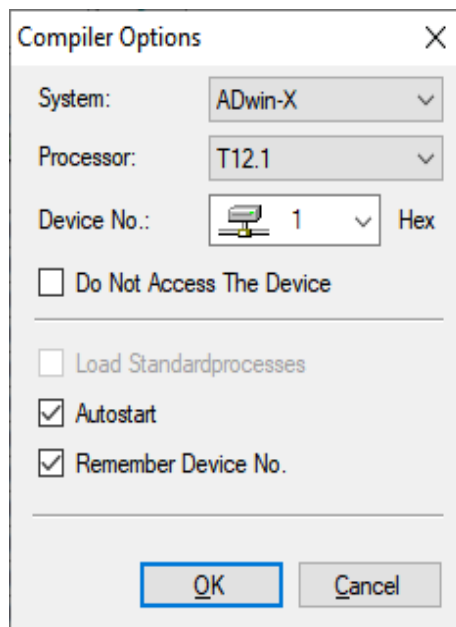 Compiler Options
System: ADwin-X
Processor: T12.1
Device No.: 1 Hex
Do Not Access The Device
Load Standardprocesses
Autostart
Remember Device No.
OK Cancel